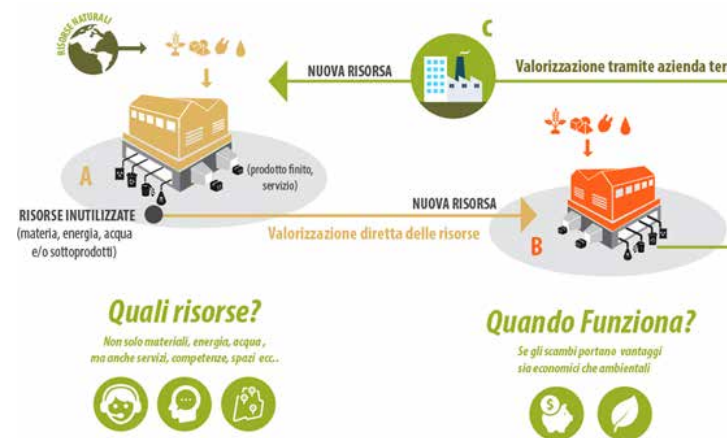 RISORSE NATURALI
C
NUOVA RISORSA
Valorizzazione tramite azienda
A
(prodotto finito,
servizio)
RISORSE INUTILIZZATE
(materia, energia, acqua
e/o sottoprodotti)
NUOVA RISORSA
Valorizzazione diretta delle risorse
B
Quali risorse?
Non solo materiali, energia, acqua ,
ma anche servizi, competenze, spazi ecc..
Quando Funziona?
Se gli scambi portano vantaggi
sia economici che ambientali
$